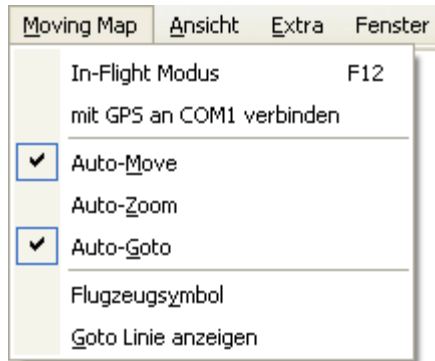 Moving Map Ansicht Extra Fenster
In-Flight Modus F12
mit GPS an COM1 verbinden
Auto-Move
Auto-Zoom
Auto-Goto
Flugzeugsymbol
Goto Linie anzeigen